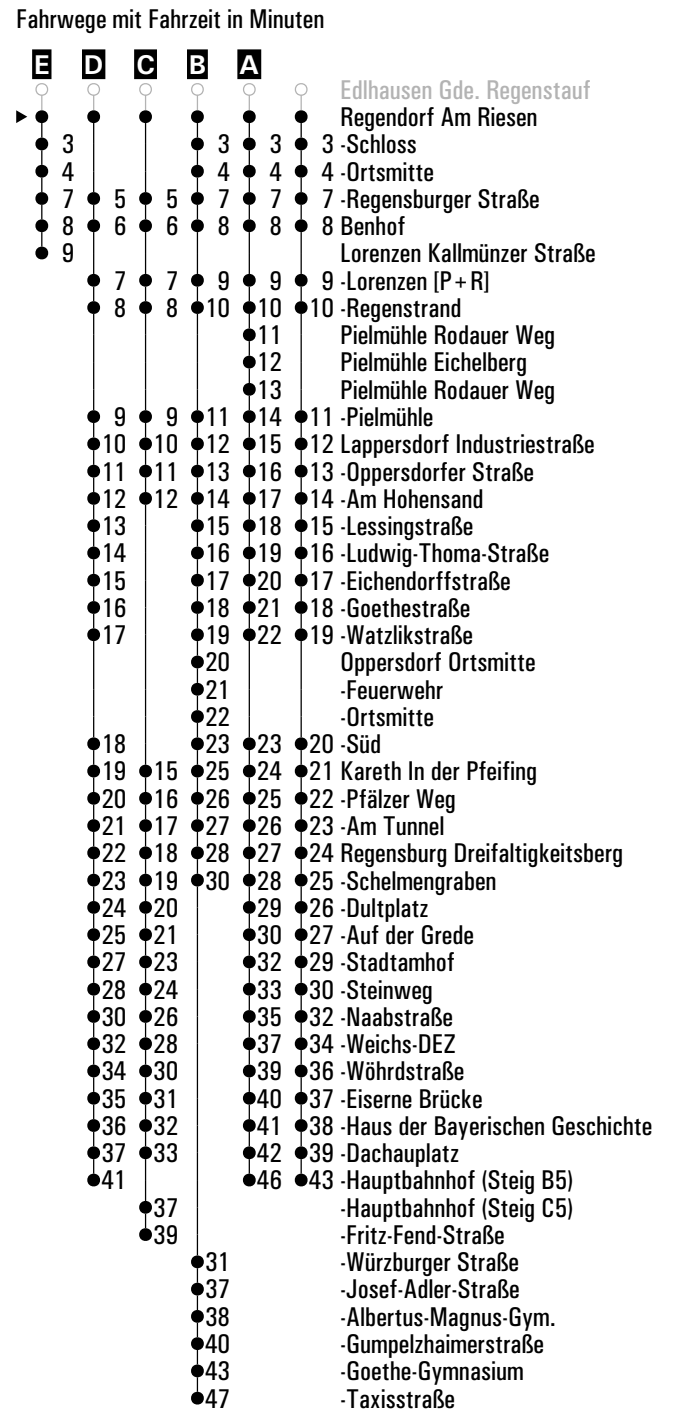 Fahrwege mit Fahrzeit in Minuten
E D C B A
Edlhausen Gde. Regenstauf
Regendorf Am Riesen
3 3 3 3 -Schloss
4 4 4 4 -Ortsmitte
7 5 5 7 7 7 -Regensburger Straße
8 6 6 8 8 8 Benhof
9 Lorenzen Kallmünzer Straße
7 7 9 9 9 -Lorenzen [P+R]
8 8 10 10 10 -Regenstrand
11 Pielmühle Rodauer Weg
12 Pielmühle Eichelberg
13 Pielmühle Rodauer Weg
9 9 11 14 11 -Pielmühle
10 10 12 15 12 Lappersdorf Industriestraße
11 11 13 16 13 -Oppersdorfer Straße
12 12 14 17 14 -Am Hohensand
13 15 18 15 -Lessingstraße
14 16 19 16 -Ludwig-Thoma-Straße
15 17 20 17 -Eichendorffstraße
16 18 21 18 -Goethestraße
17 19 22 19 -Watzlikstraße
20 Oppersdorf Ortsmitte
21 -Feuerwehr
22 -Ortsmitte
18 23 23 20 -Süd
19 15 25 24 21 Kareth In der Pfeifing
20 16 26 25 22 -Pfälzer Weg
21 17 27 26 23 -Am Tunnel
22 18 28 27 24 Regensburg Dreifaltigkeitsberg
23 19 30 28 25 -Schelmengraben
24 20 29 26 -Dultplatz
25 21 30 27 -Auf der Grede
27 23 32 29 -Stadtamhof
28 24 33 30 -Steinweg
30 26 35 32 -Naabstraße
32 28 37 34 -Weichs-DEZ
34 30 39 36 -Wöhrdstraße
35 31 40 37 -Eiserne Brücke
36 32 41 38 -Haus der Bayerischen Geschichte
37 33 42 39 -Dachauplatz
41 46 43 -Hauptbahnhof (Steig B5)
37 -Hauptbahnhof (Steig C5)
39 -Fritz-Fend-Straße
31 -Würzburger Straße
37 -Josef-Adler-Straße
38 -Albertus-Magnus-Gym.
40 -Gumpelzhaimerstraße
43 -Goethe-Gymnasium
47 -Taxisstraße